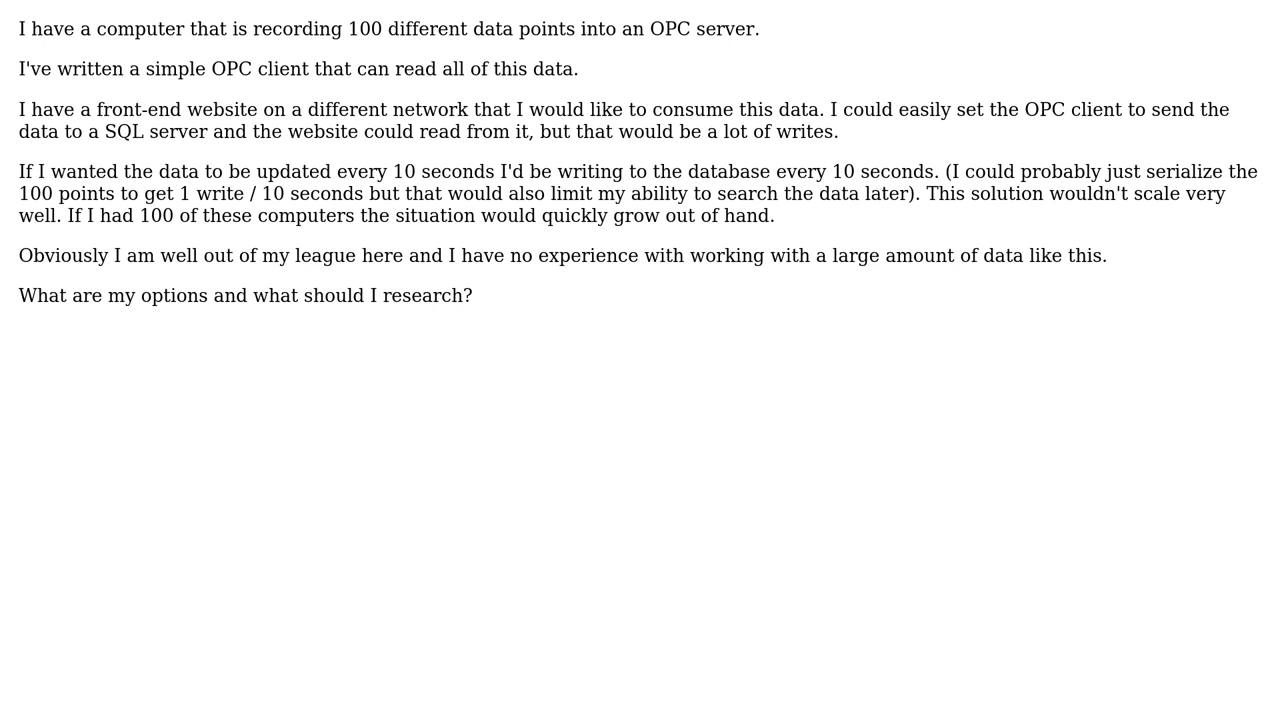 I have a computer that is recording 100 different data points into an OPC server.
I've written a simple OPC client that can read all of this data.
I have a front-end website on a different network that I would like to consume this data. I could easily set the OPC client to send the
data to a SQL server and the website could read from it, but that would be a lot of writes.
If I wanted the data to be updated every 10 seconds I'd be writing to the database every 10 seconds. (I could probably just serialize the
100 points to get 1 write / 10 seconds but that would also limit my ability to search the data later). This solution wouldn't scale very
well. If I had 100 of these computers the situation would quickly grow out of hand.
Obviously I am well out of my league here and I have no experience with working with a large amount of data like this.
What are my options and what should I research?